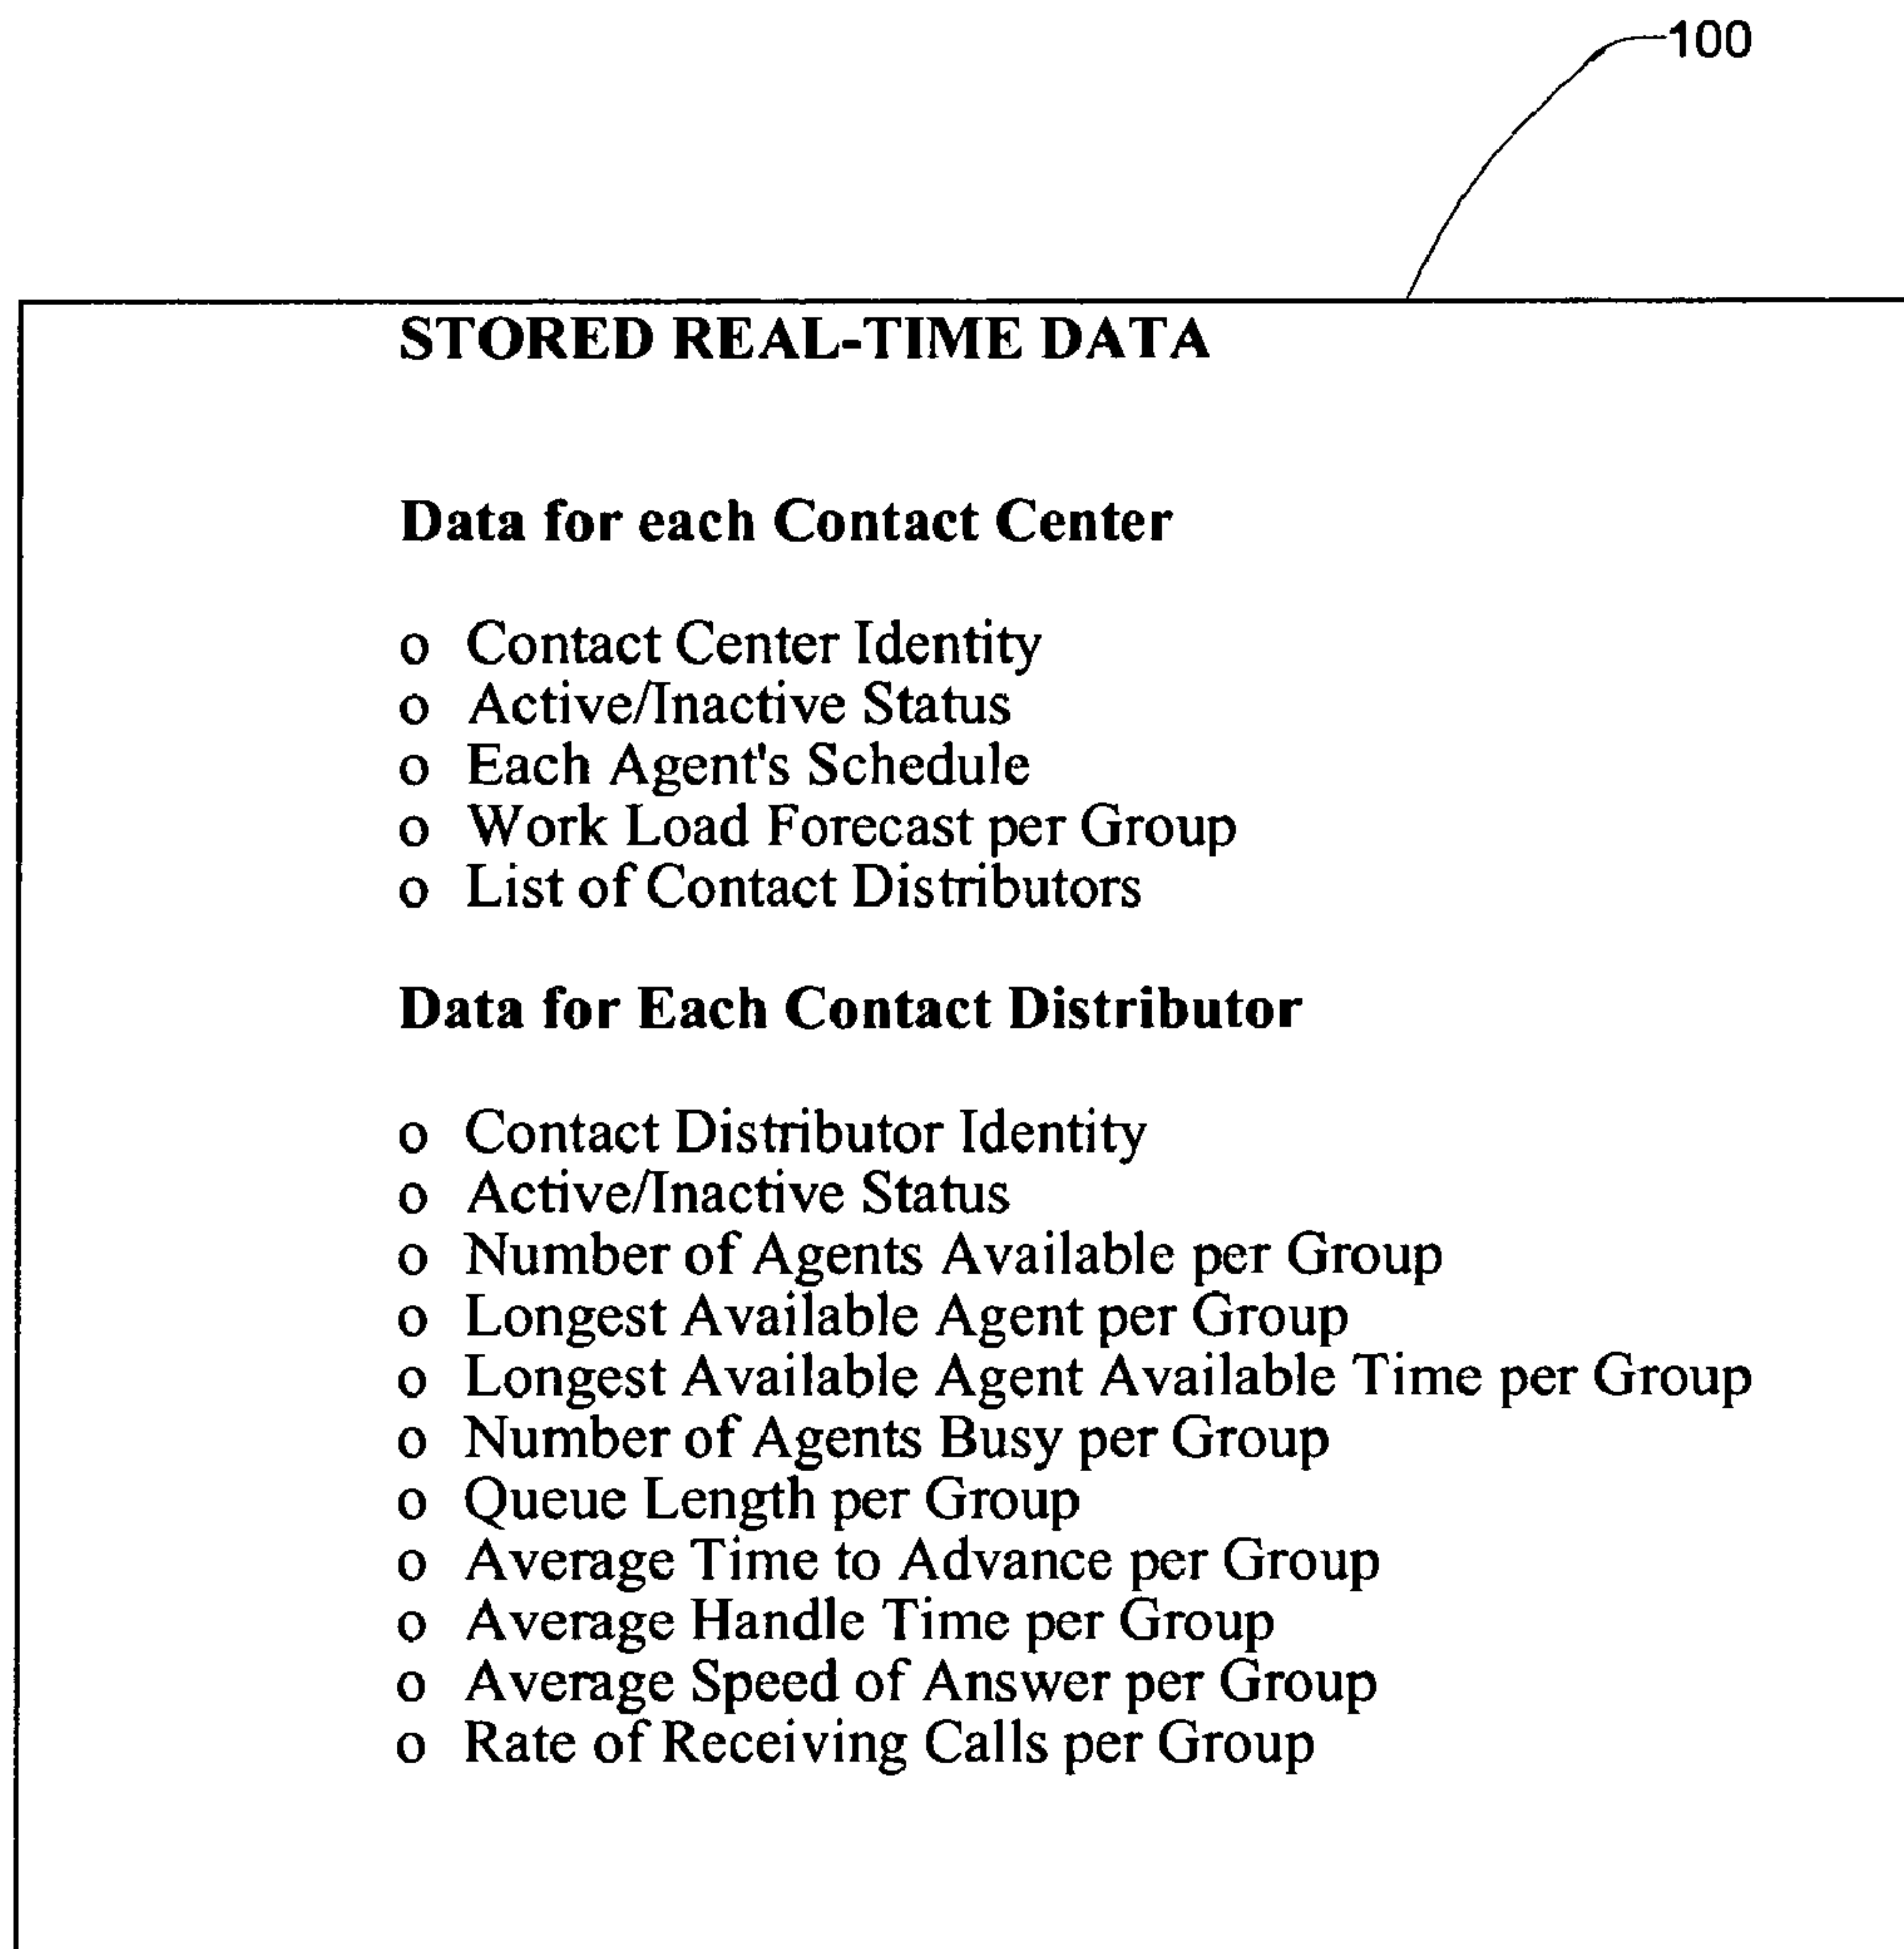 100
STORED REAL-TIME DATA
Data for each Contact Center
o Contact Center Identity
o Active/Inactive Status
o Each Agent's Schedule
o Work Load Forecast per Group
o List of Contact Distributors
Data for Each Contact Distributor
o Contact Distributor Identity
o Active/Inactive Status
o Number of Agents Available per Group
o Longest Available Agent per Group
o Longest Available Agent Available Time per Group
o Number of Agents Busy per Group
o Queue Length per Group
o Average Time to Advance per Group
o Average Handle Time per Group
o Average Speed of Answer per Group
o Rate of Receiving Calls per Group